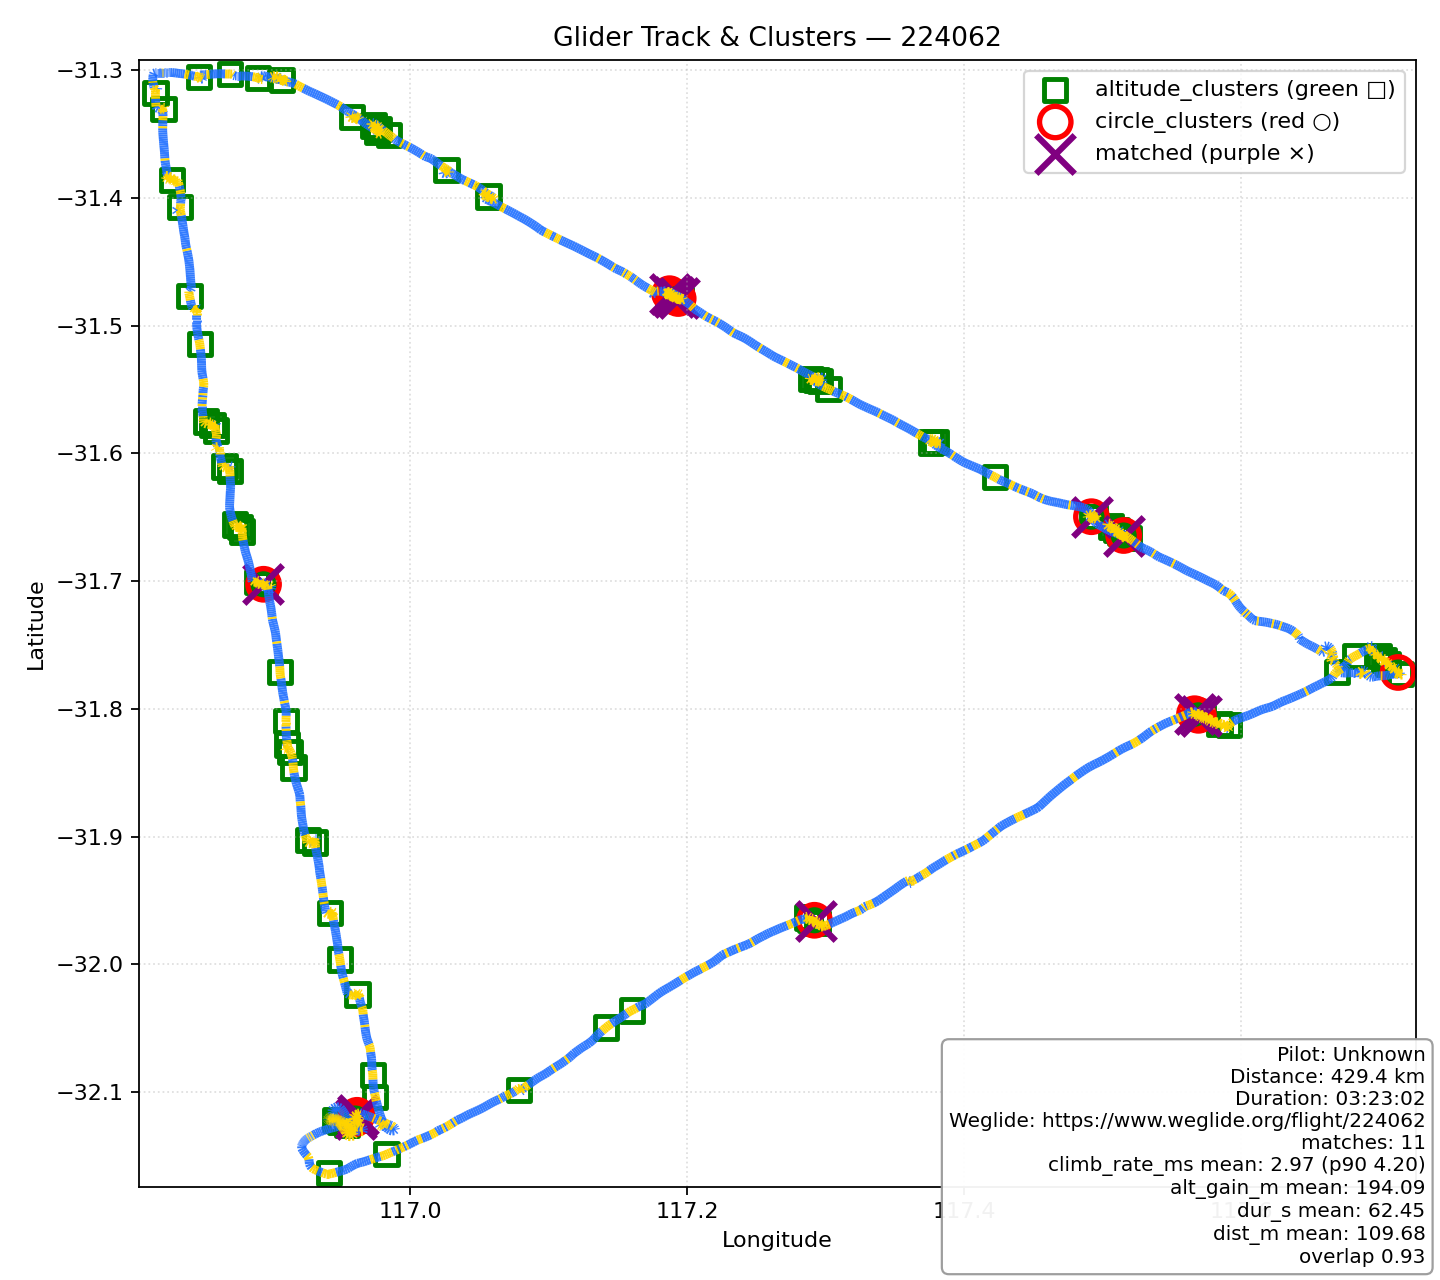 Glider Track & Clusters — 224062
altitude_clusters (green □)
circle_clusters (red ○)
matched (purple ×)
Latitude
−31.3
−31.4
−31.5
−31.6
−31.7
−31.8
−31.9
−32.0
−32.1
117.0
117.2
117.4
Longitude
Pilot: Unknown
Distance: 429.4 km
Duration: 03:23:02
Weglide: https://www.weglide.org/flight/224062
matches: 11
climb_rate_ms mean: 2.97 (p90 4.20)
alt_gain_m mean: 194.09
dur_s mean: 62.45
dist_m mean: 109.68
overlap 0.93